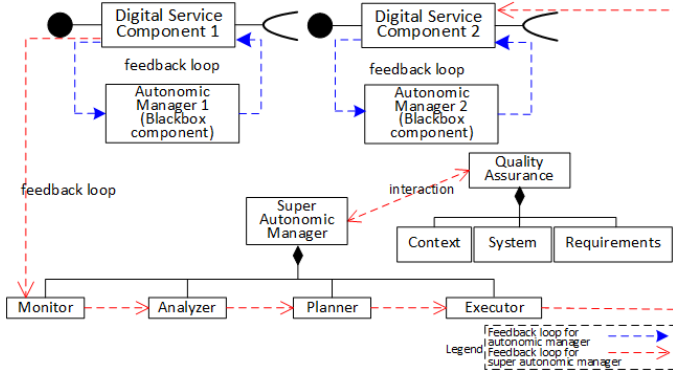 Digital Service
Component 1
Digital Service
Component 2
feedback loop
feedback loop
Autonomic
Manager 1
(Blackbox
component)
Autonomic
Manager 2
(Blackbox
component)
Quality
Assurance
feedback loop
interaction
Super
Autonomic
Manager
Context
System
Requirements
Monitor
Analyzer
Planner
Executor
Legend
Feedback loop for
autonomic manager
Feedback loop for
super autonomic manager